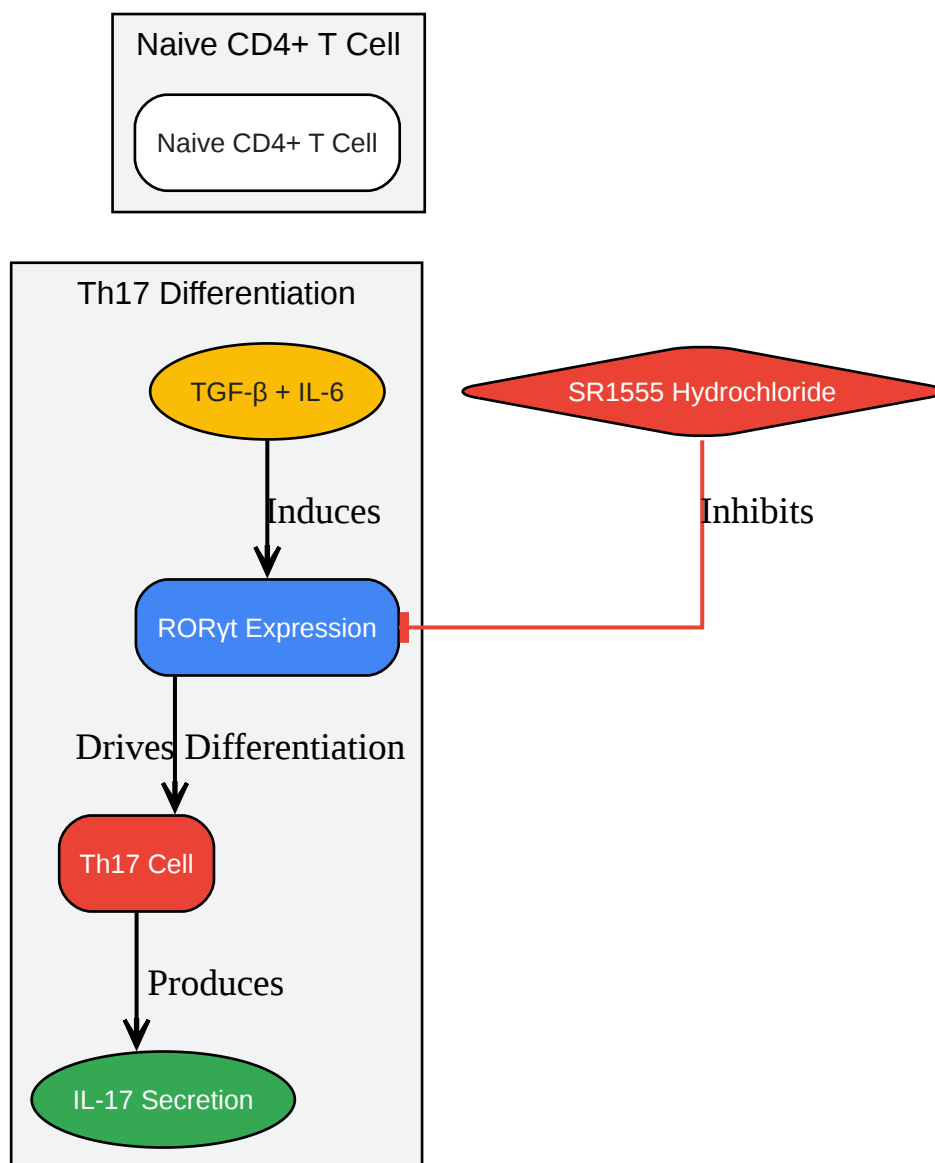 Naive CD4+ T Cell
Naive CD4+ T Cell
Th17 Differentiation
TGF-β + IL-6
SR1555 Hydrochloride
Induces
Inhibits
RORγt Expression
Drives Differentiation
Th17 Cell
Produces
IL-17 Secretion